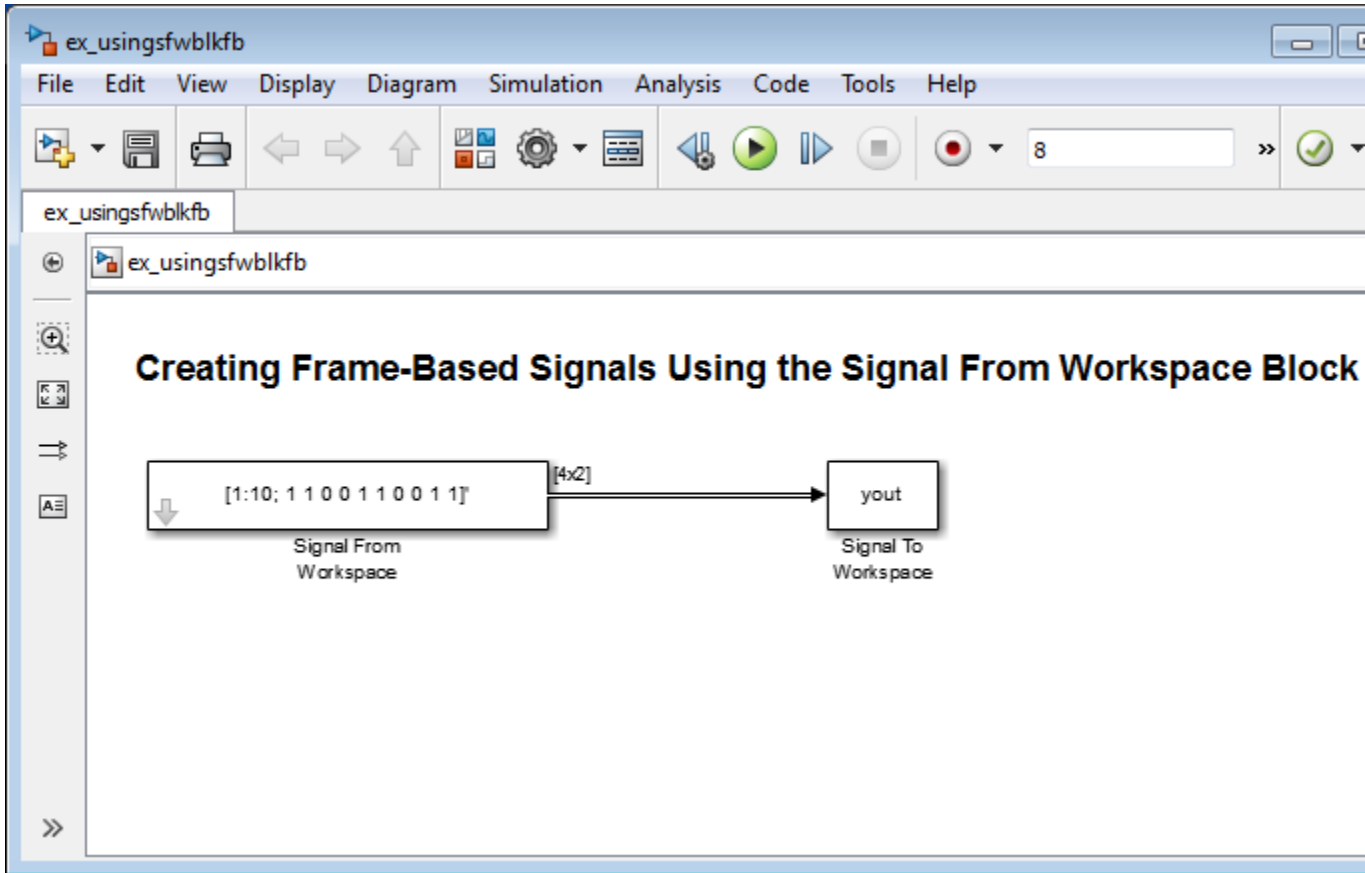 ex_usingsfwblkfb
File Edit View Display Diagram Simulation Analysis Code Tools Help
8
ex_usingsfwblkfb
ex_usingsfwblkfb
Creating Frame-Based Signals Using the Signal From Workspace Block
[1:10; 1 1 0 0 1 1 0 0 1 1]'
[4x2]
yout
Signal From
Workspace
Signal To
Workspace